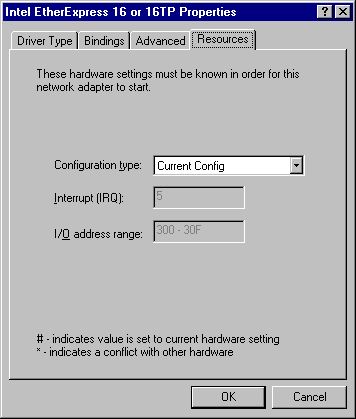 Intel EtherExpress 16 or 16TP Properties
Driver Type Bindings Advanced Resources
These hardware settings must be known in order for this
network adapter to start.
Configuration type: Current Config
Interrupt (IRQ): 5
I/O address range: 300 - 30F
# - indicates value is set to current hardware setting
* - indicates a conflict with other hardware
OK Cancel